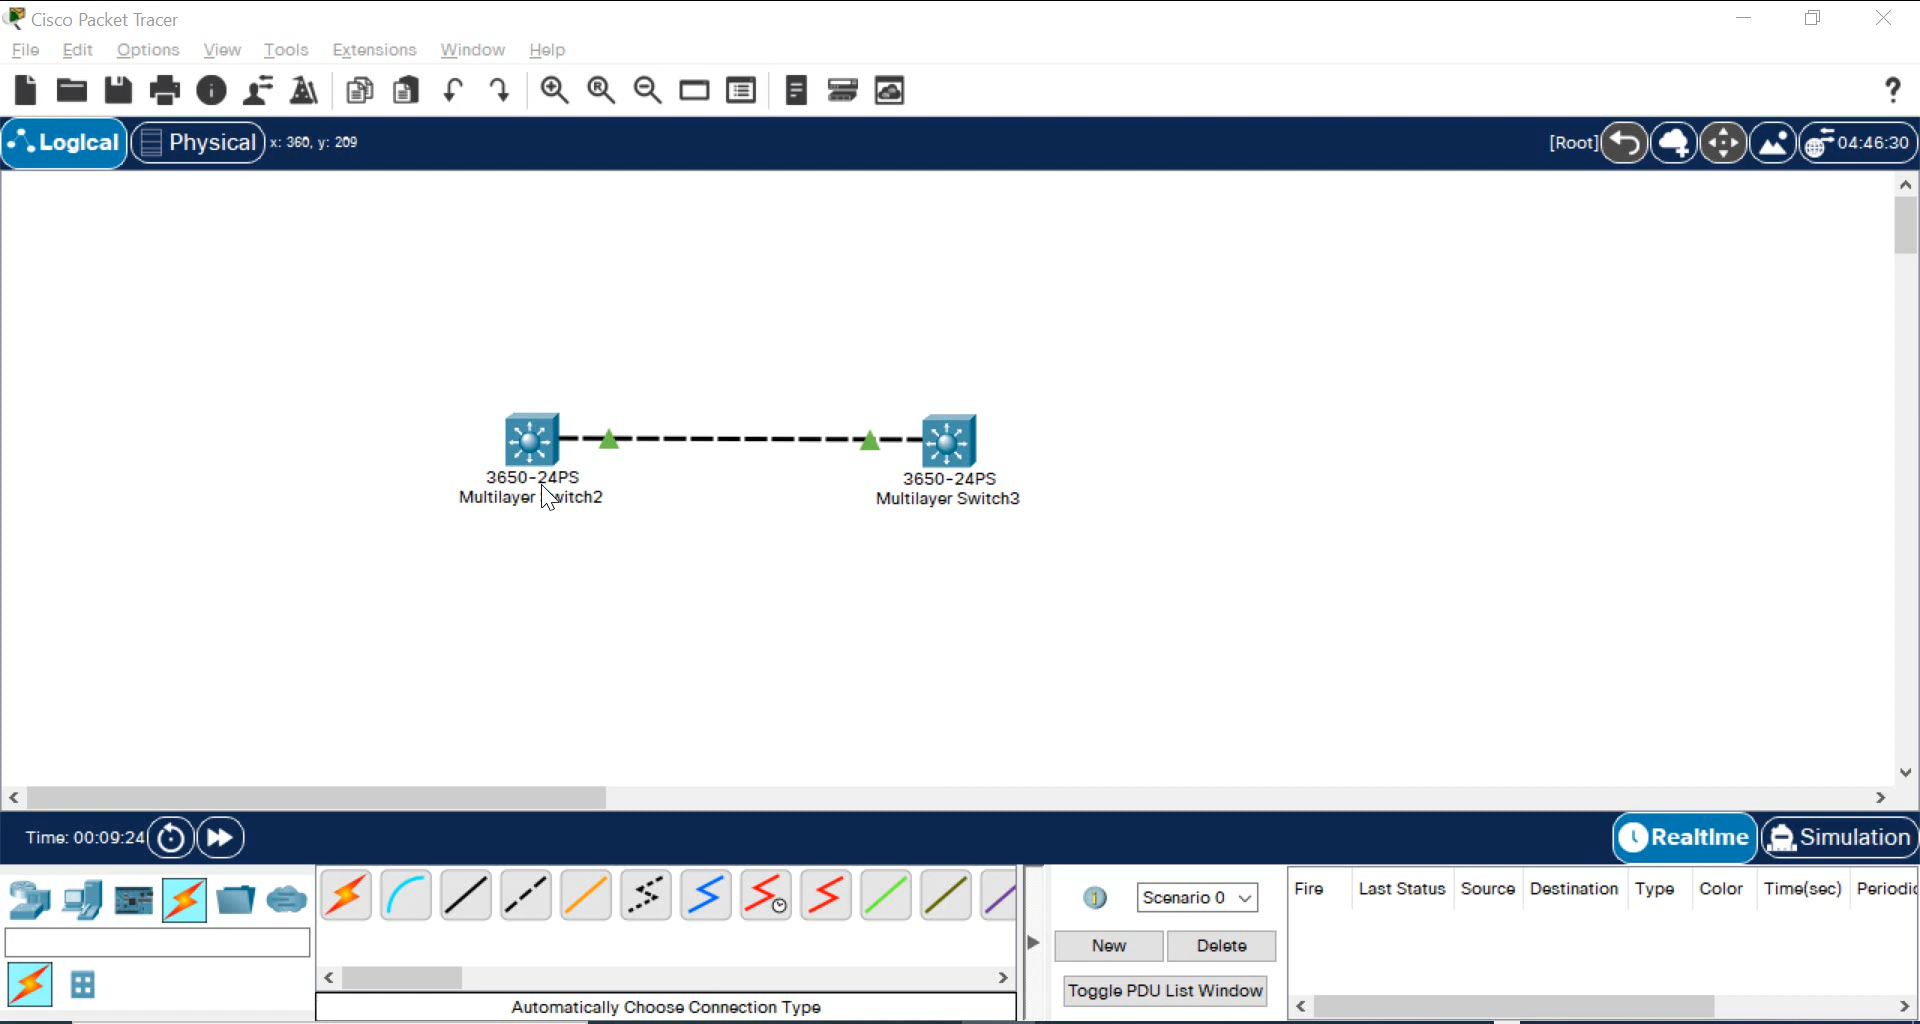 Cisco Packet Tracer
File Edit Options View Tools Extensions Window Help
?
Logical Physical x: 360, y: 209 [Root] 04:46:30
3650-24PS 3650-24PS
Multilayer Switch3
Multilayer
Time: 00:09:24 Realtime Simulation
Fire Last Status Source Destination Type Color Time(sec) Periodic
Scenario 0
New Delete
Toggle PDU List Window
Automatically Choose Connection Type